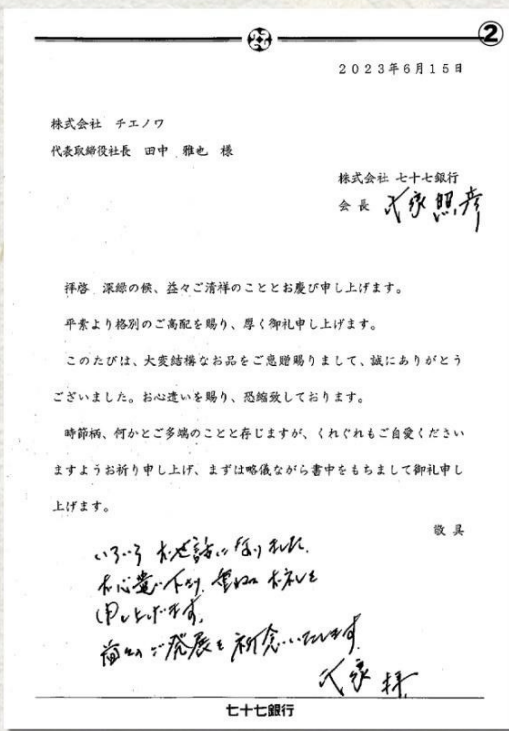 ②
2023年6月15日
株式会社 チエノワ
代表取締役社長 田中 雅也 様
株式会社 七十七銀行
会長 氏家照彦
拝啓 深緑の候、益々ご清祥のこととお慶び申し上げます。
平素より格別のご高配を賜り、厚く御礼申し上げます。
このたびは、大変結構なお品をご恵贈賜りまして、誠にありがとう
ございました。お心遣いを賜り、恐縮致しております。
時節柄、何かとご多端のことと存じますが、くれぐれもご自愛ください
ますようお祈り申し上げ、まずは略儀ながら書中をもちまして御礼申し
上げます。
敬具
いろいろお世話になりました。
お心遣い下さり、重ねてお礼を
申し上げます。
ご発展を祈念いたします
氏家 拝
七十七銀行